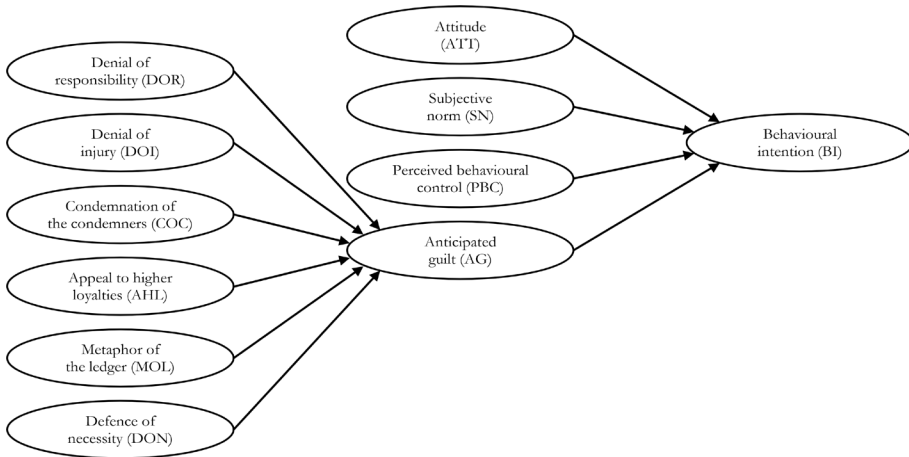 Attitude
(ATT)
Denial of
responsibility (DOR)
Subjective
norm (SN)
Denial of
injury (DOI)
Behavioural
intention (BI)
Perceived behavioural
control (PBC)
Condemnation of
the condemners (COC)
Anticipated
guilt (AG)
Appeal to higher
loyalties (AHL)
Metaphor of
the ledger (MOL)
Defence of
necessity (DON)